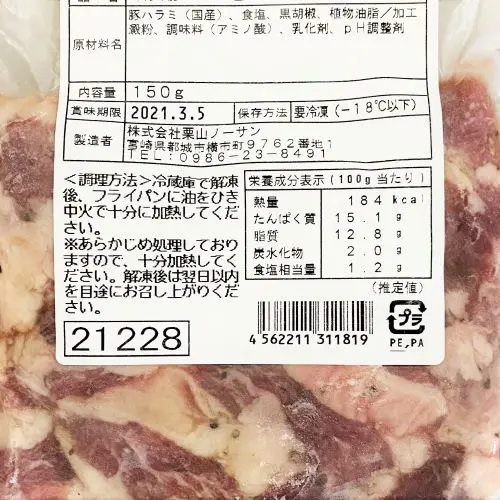 豚ハラミ（国産）、食塩、黒胡椒、植物油脂／加工
澱粉、調味料（アミノ酸）、乳化剤、ｐＨ調整剤
原材料名
内容量 150g
賞味期限 2021.3.5 保存方法 要冷凍（－18℃以下）
製造者
株式会社栗山ノーサン
宮崎県都城市横市町９７６２番地１
ＴＥＬ：０９８６－２３－８４９１
＜調理方法＞冷蔵庫で解凍
後、フライパンに油をひき
中火で十分に加熱してくだ
さい。
※あらかじめ処理しており
ますので、十分加熱してく
ださい。解凍後は翌日以内
を目途にお召し上がりくだ
さい。
栄養成分表示（100g当たり）
熱量 184 kcal
たんぱく質 15.1 g
脂質 12.8 g
炭水化物 2.0 g
食塩相当量 1.2 g
（推定値）
21228
4 562211 311819
プラ
PE,PA